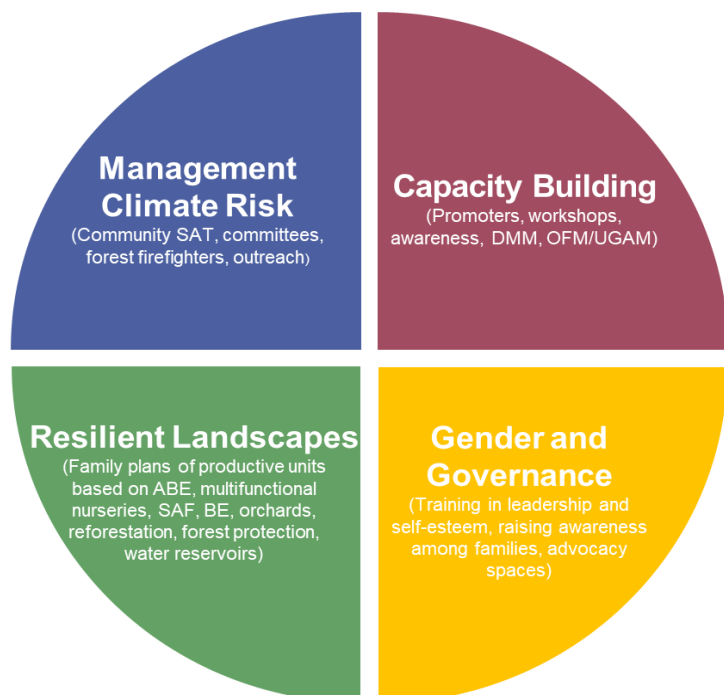 Management
Climate Risk
(Community SAT, committees,
forest firefighters, outreach)
Capacity Building
(Promoters, workshops,
awareness, DMM, OFM/UGAM)
Resilient Landscapes
(Family plans of productive units
based on ABE, multifunctional
nurseries, SAF, BE, orchards,
reforestation, forest protection,
water reservoirs)
Gender and
Governance
(Training in leadership and
self-esteem, raising awareness
among families, advocacy
spaces)